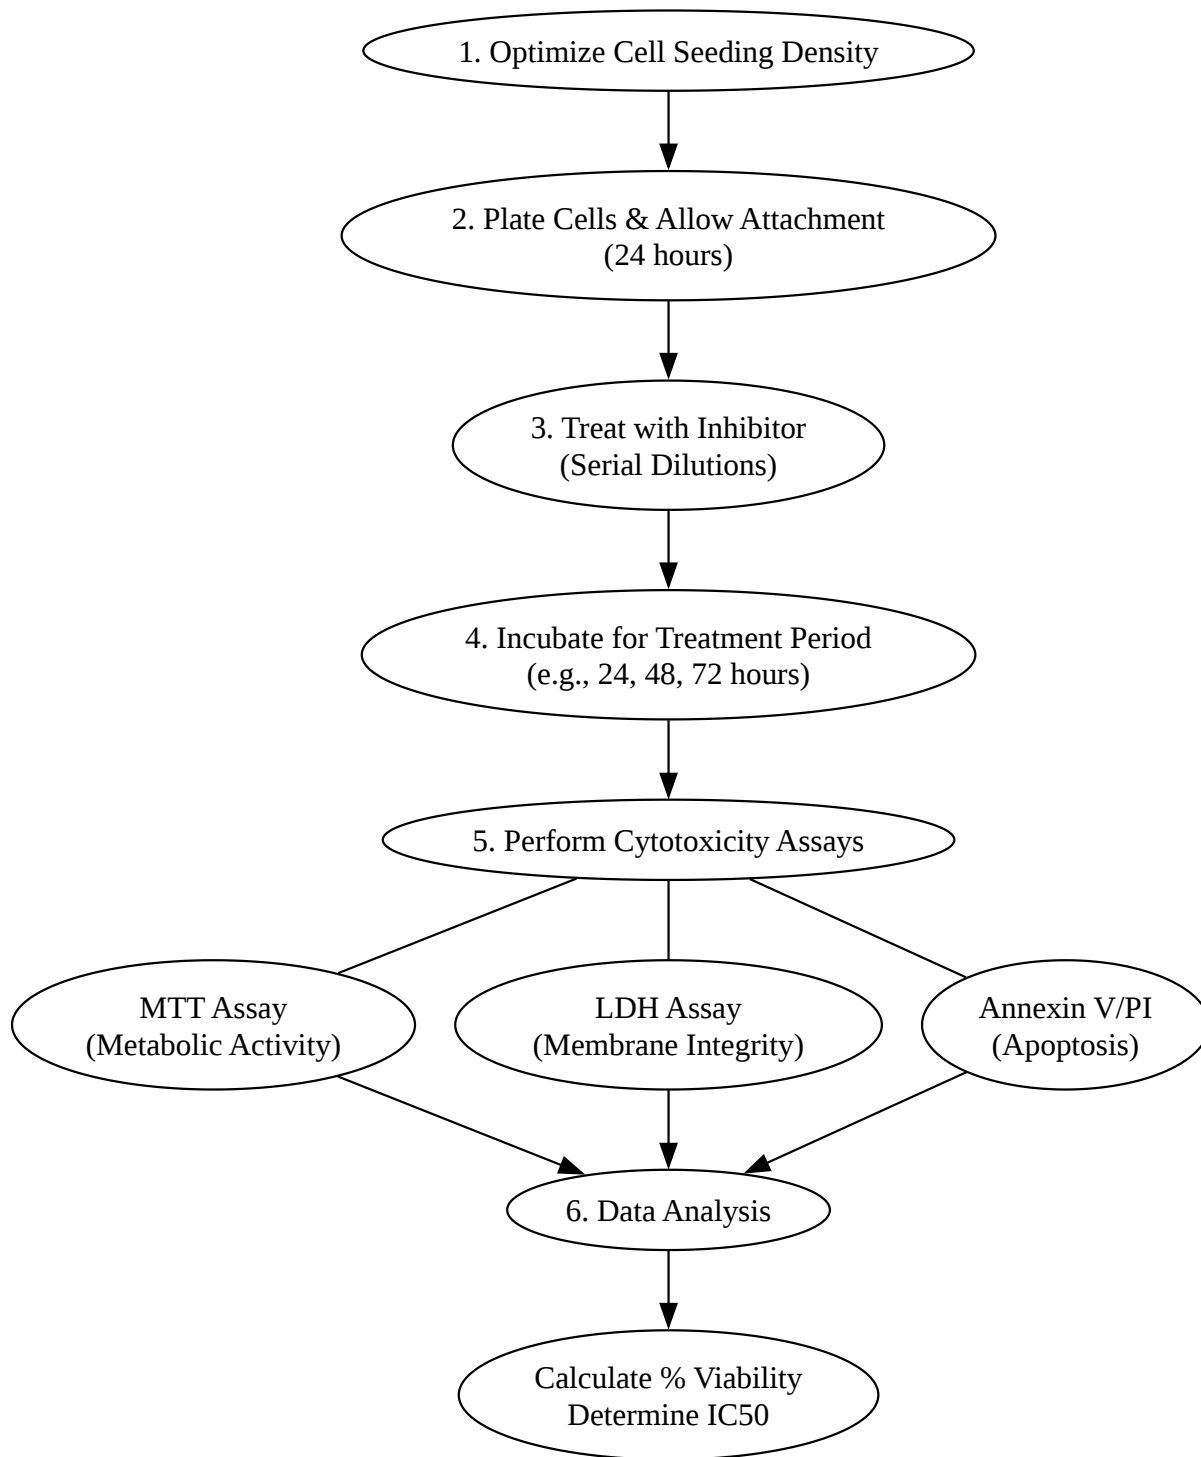 1. Optimize Cell Seeding Density
2. Plate Cells & Allow Attachment
(24 hours)
3. Treat with Inhibitor
(Serial Dilutions)
4. Incubate for Treatment Period
(e.g., 24, 48, 72 hours)
5. Perform Cytotoxicity Assays
MTT Assay
(Metabolic Activity)
LDH Assay
(Membrane Integrity)
Annexin V/PI
(Apoptosis)
6. Data Analysis
Calculate % Viability
Determine IC50